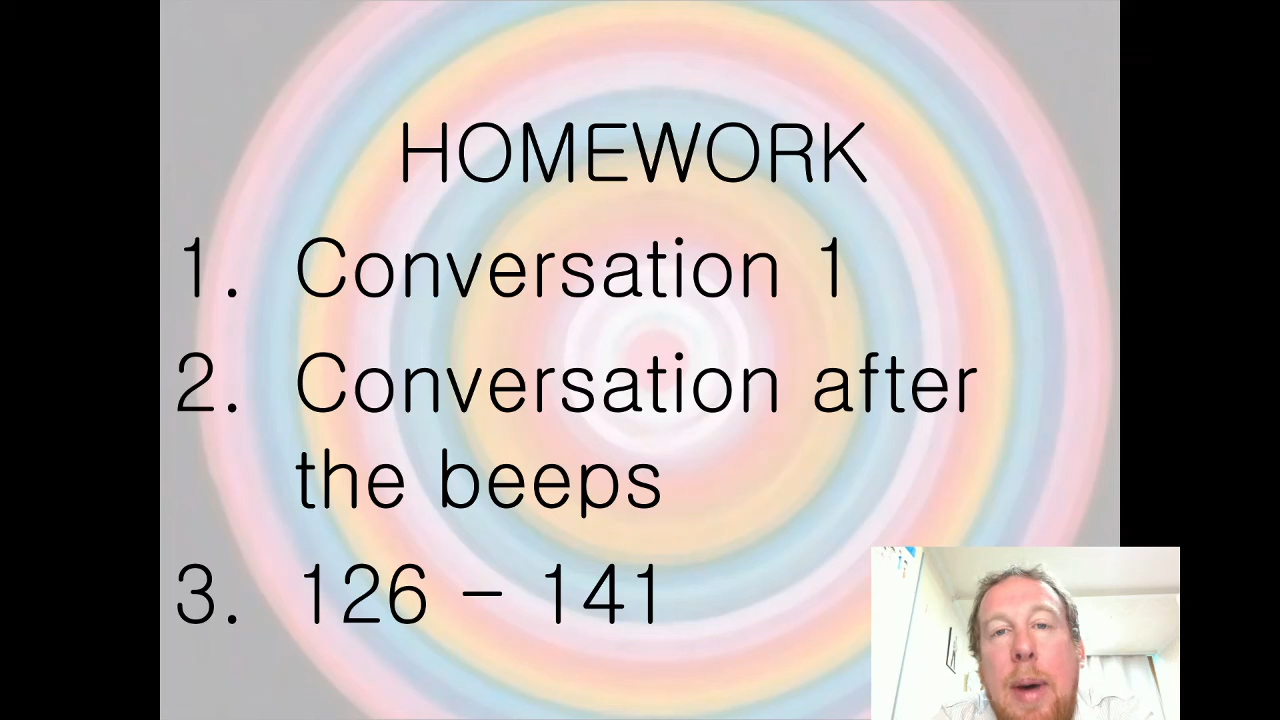 HOMEWORK
1. Conversation 1
2. Conversation after
the beeps
3. 126 – 141